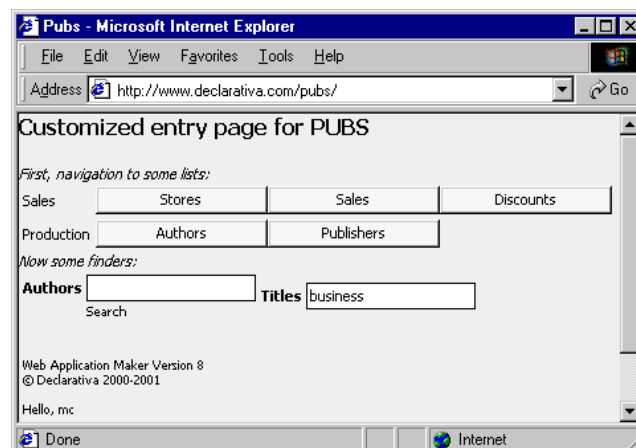 Pubs - Microsoft Internet Explorer
File Edit View Favorites Tools Help
Address http://www.declarativa.com/pubs/ Go
Customized entry page for PUBS
First, navigation to some lists:
Sales Stores Sales Discounts
Production Authors Publishers
Now some finders:
Authors Titles business
Search
Web Application Maker Version 8
© Declarativa 2000-2001
Hello, mc
Done Internet